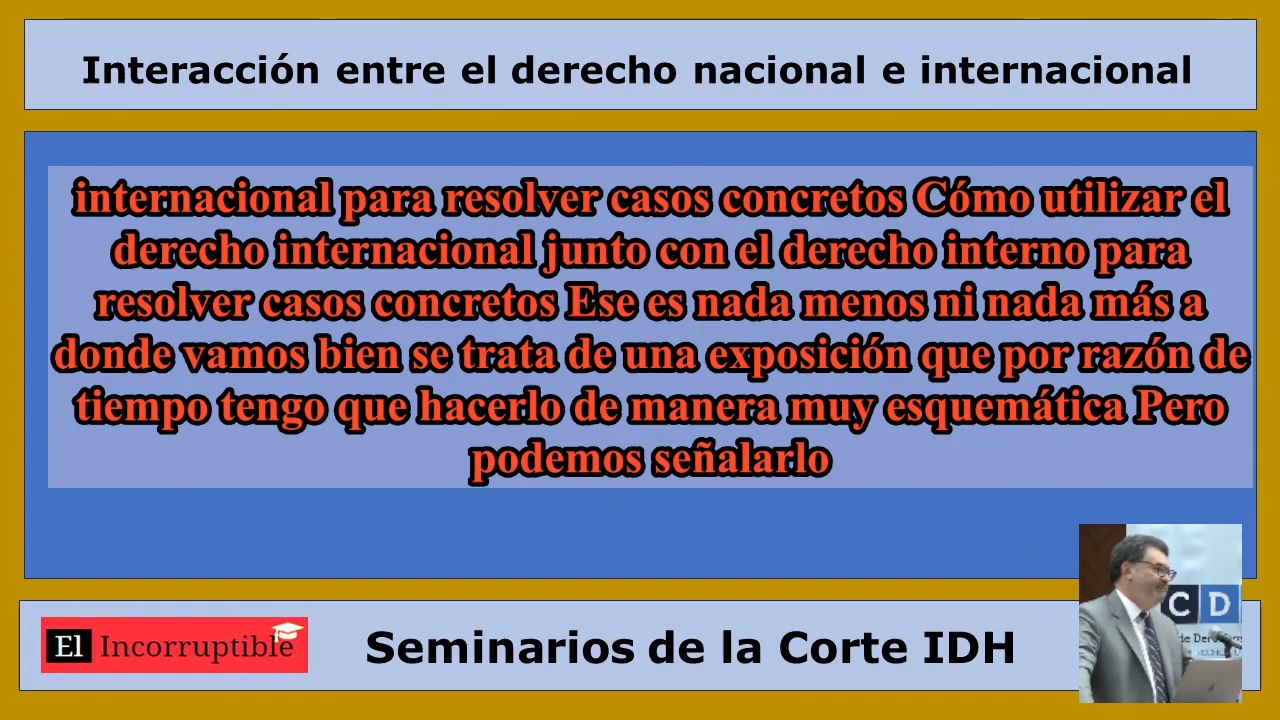 Interacción entre el derecho nacional e internacional
internacional para resolver casos concretos Cómo utilizar el
derecho internacional junto con el derecho interno para
resolver casos concretos Ese es nada menos ni nada más a
donde vamos bien se trata de una exposición que por razón de
tiempo tengo que hacerlo de manera muy esquemática Pero
podemos señalarlo
El Incorruptible
Seminarios de la Corte IDH
C D